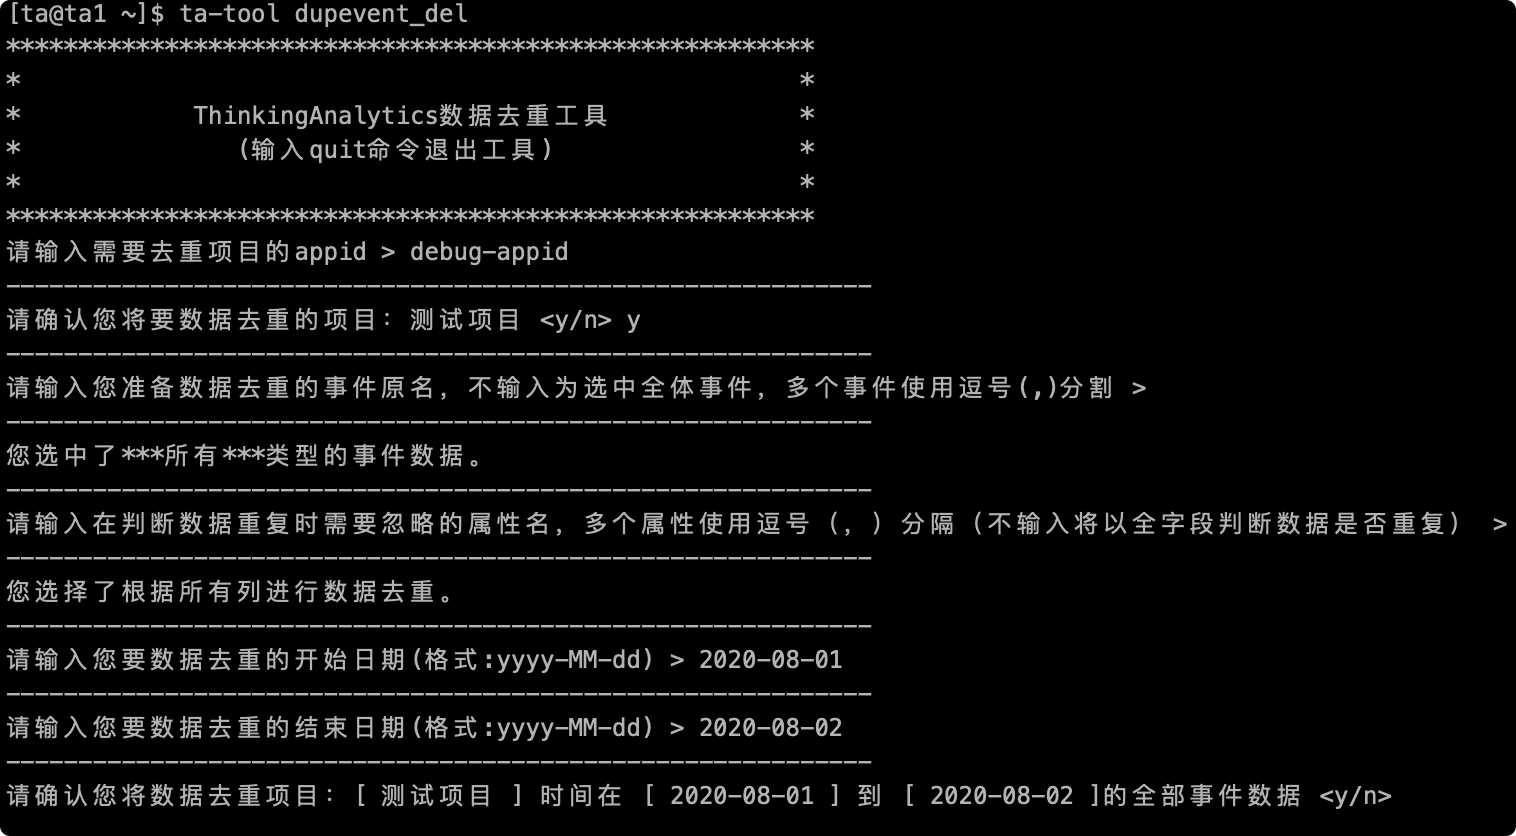 [ta@ta1 ~]$ ta-tool dupevent_del
********************************************************
*                                                      *
*            ThinkingAnalytics数据去重工具             *
*               (输入quit命令退出工具)                 *
*                                                      *
********************************************************
请输入需要去重项目的appid > debug-appid
------------------------------------------------------------
请确认您将要数据去重的项目: 测试项目 <y/n> y
------------------------------------------------------------
请输入您准备数据去重的事件原名, 不输入为选中全体事件, 多个事件使用逗号(,)分割 >
------------------------------------------------------------
您选中了***所有***类型的事件数据。
------------------------------------------------------------
请输入在判断数据重复时需要忽略的属性名, 多个属性使用逗号（, ）分隔（不输入将以全字段判断数据是否重复） >
------------------------------------------------------------
您选择了根据所有列进行数据去重。
------------------------------------------------------------
请输入您要数据去重的开始日期(格式:yyyy-MM-dd) > 2020-08-01
------------------------------------------------------------
请输入您要数据去重的结束日期(格式:yyyy-MM-dd) > 2020-08-02
------------------------------------------------------------
请确认您将数据去重项目: [ 测试项目 ] 时间在 [ 2020-08-01 ] 到 [ 2020-08-02 ]的全部事件数据 <y/n>